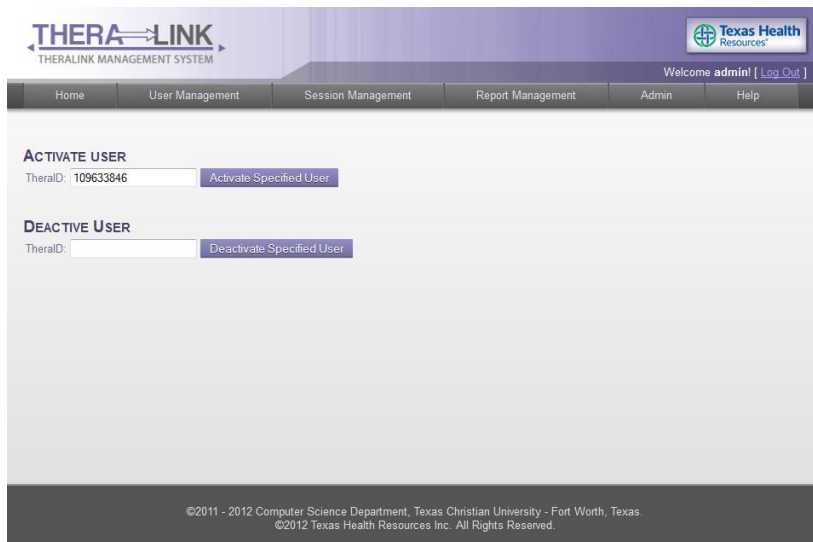 THERA LINK
THERALINK MANAGEMENT SYSTEM
Texas Health
Resources®
Welcome admin! [ Log Out ]
Home User Management Session Management Report Management Admin Help
ACTIVATE USER
TheraID: 109633846 Activate Specified User
DEACTIVE USER
TheraID: Deactivate Specified User
©2011 - 2012 Computer Science Department, Texas Christian University - Fort Worth, Texas.
©2012 Texas Health Resources Inc. All Rights Reserved.